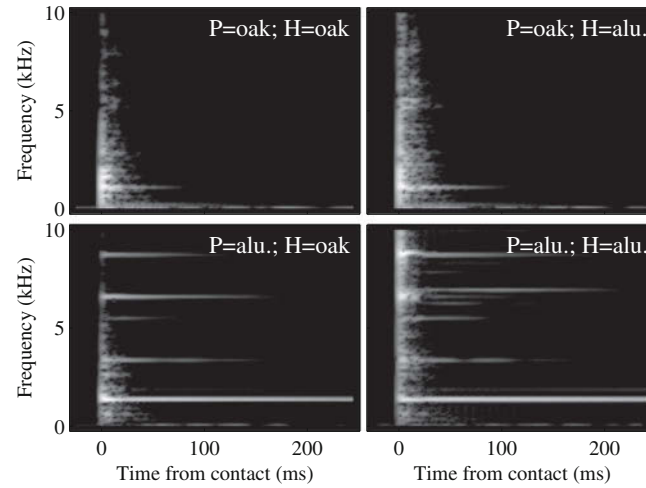 10
P=oak; H=oak
P=oak; H=alu.
Frequency (kHz)
5
0
10
P=alu.; H=oak
P=alu.; H=alu.
Frequency (kHz)
5
0
0
100
200
0
100
200
Time from contact (ms)
Time from contact (ms)